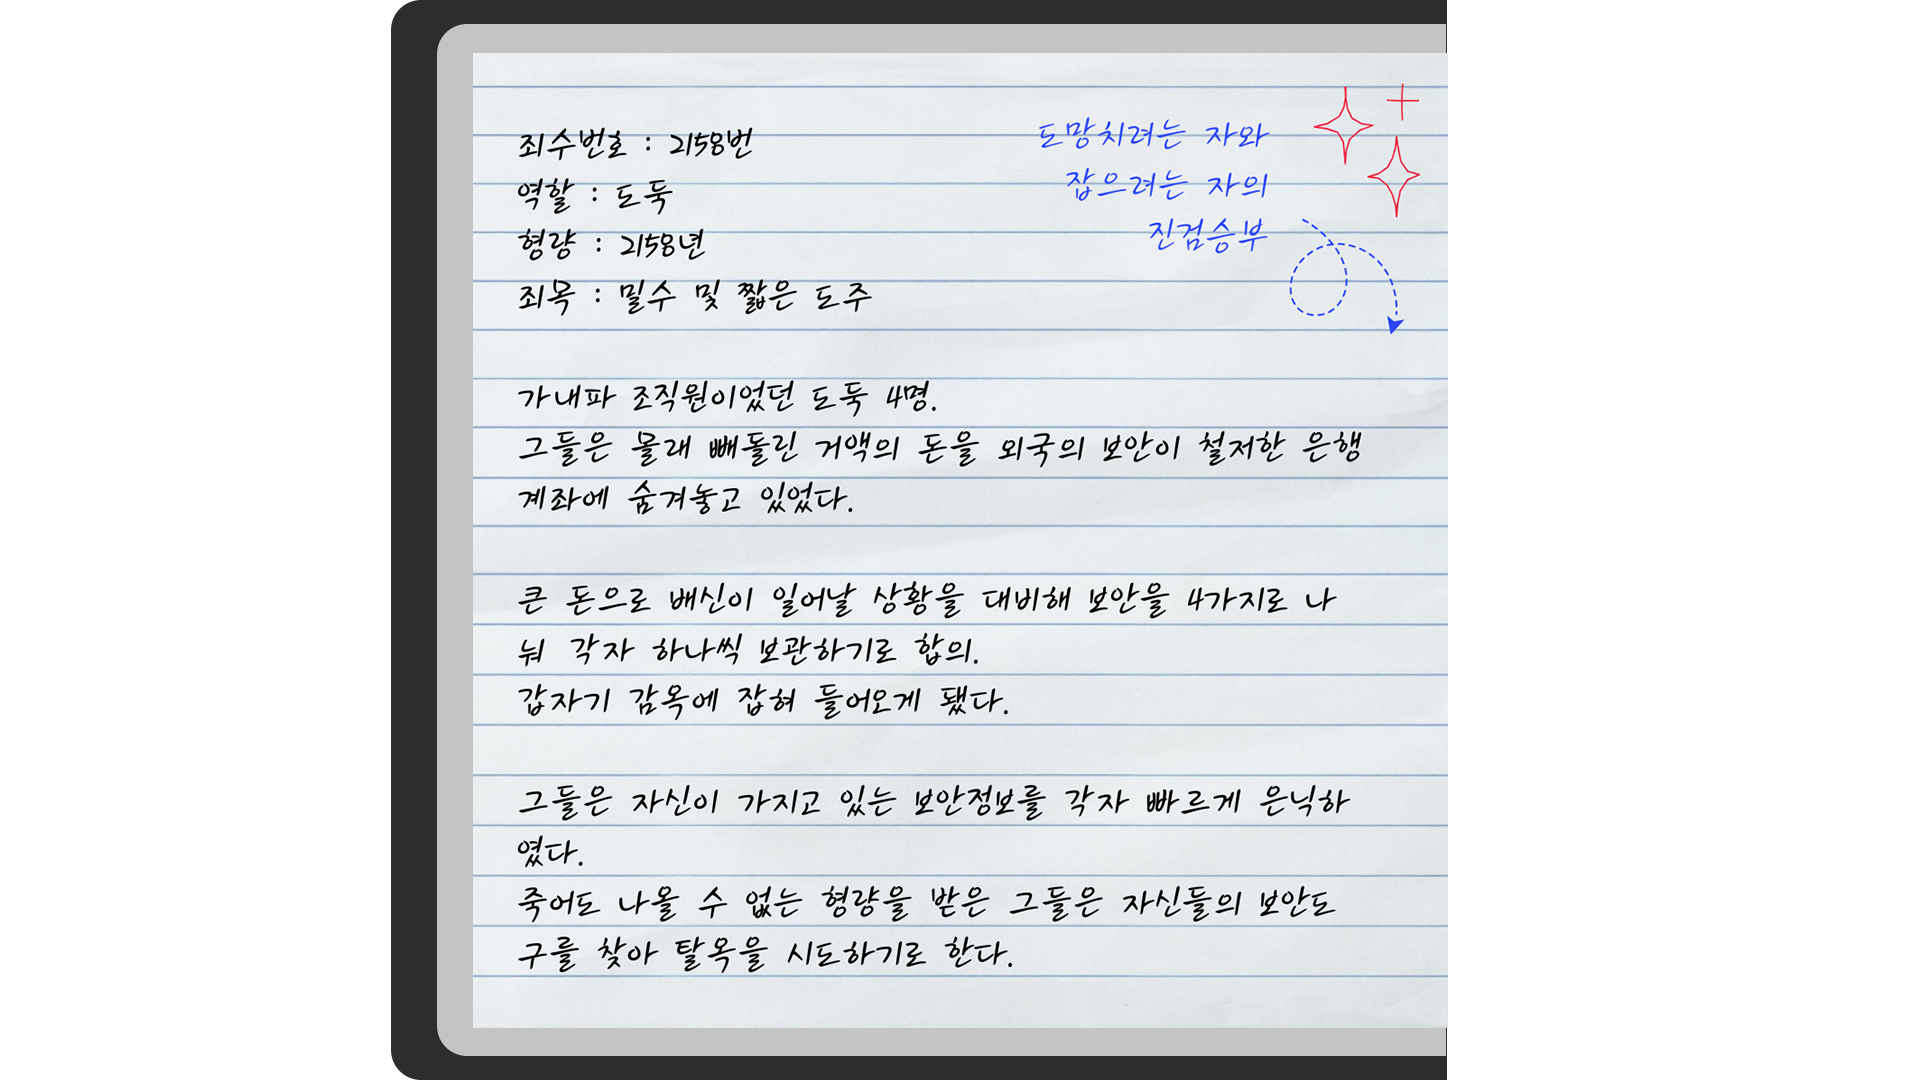 죄수번호 : 2158번
역할 : 도둑
형량 : 2158년
죄목 : 밀수 및 짧은 도주
도망치려는 자와
잡으려는 자의
진검승부
가내파 조직원이었던 도둑 4명.
그들은 몰래 빼돌린 거액의 돈을 외국의 보안이 철저한 은행
계좌에 숨겨놓고 있었다.
큰 돈으로 배신이 일어날 상황을 대비해 보안을 4가지로 나
눠 각자 하나씩 보관하기로 합의.
갑자기 감옥에 잡혀 들어오게 됐다.
그들은 자신이 가지고 있는 보안정보를 각자 빠르게 은닉하
였다.
죽어도 나올 수 없는 형량을 받은 그들은 자신들의 보안도
구를 찾아 탈옥을 시도하기로 한다.